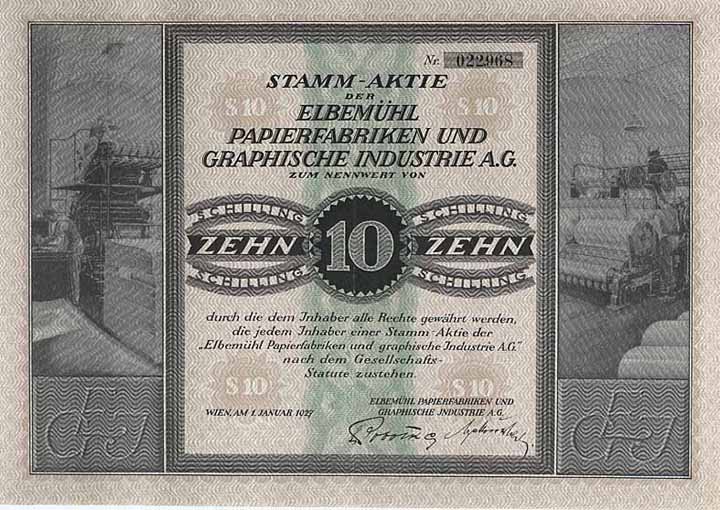 Nr. 022968
STAMM-AKTIE
DER
ELBEMÜHL
PAPIERFABRIKEN UND
GRAPHISCHE INDUSTRIE A.G.
ZUM NENNWERT VON
S 10 S 10
SCHILLING SCHILLING
ZEHN 10 ZEHN
SCHILLING SCHILLING
durch die dem Inhaber alle Rechte gewährt werden,
die jedem Inhaber einer Stamm-Aktie der
„Elbemühl Papierfabriken und graphische Industrie A.G."
nach dem Gesellschafts-
Statute zustehen.
S 10 S 10
WIEN, AM 1. JANUAR 1927
ELBEMÜHL PAPIERFABRIKEN UND
GRAPHISCHE INDUSTRIE A.G.